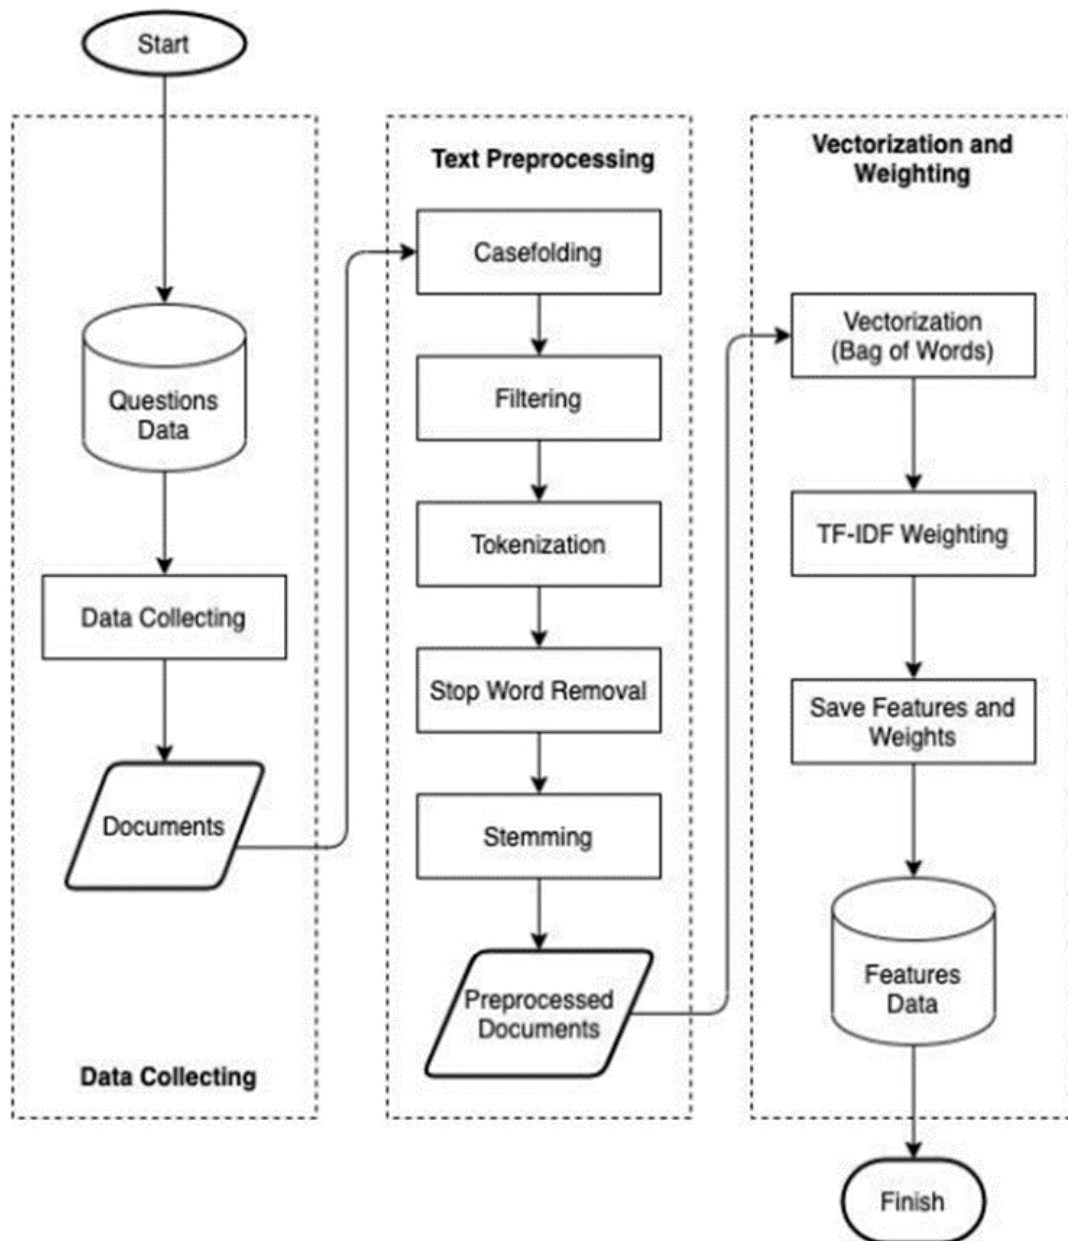 Start
Questions
Data
Data Collecting
Documents
Data Collecting
Text Preprocessing
Casefolding
Filtering
Tokenization
Stop Word Removal
Stemming
Preprocessed
Documents
Vectorization and
Weighting
Vectorization
(Bag of Words)
TF-IDF Weighting
Save Features and
Weights
Features
Data
Finish